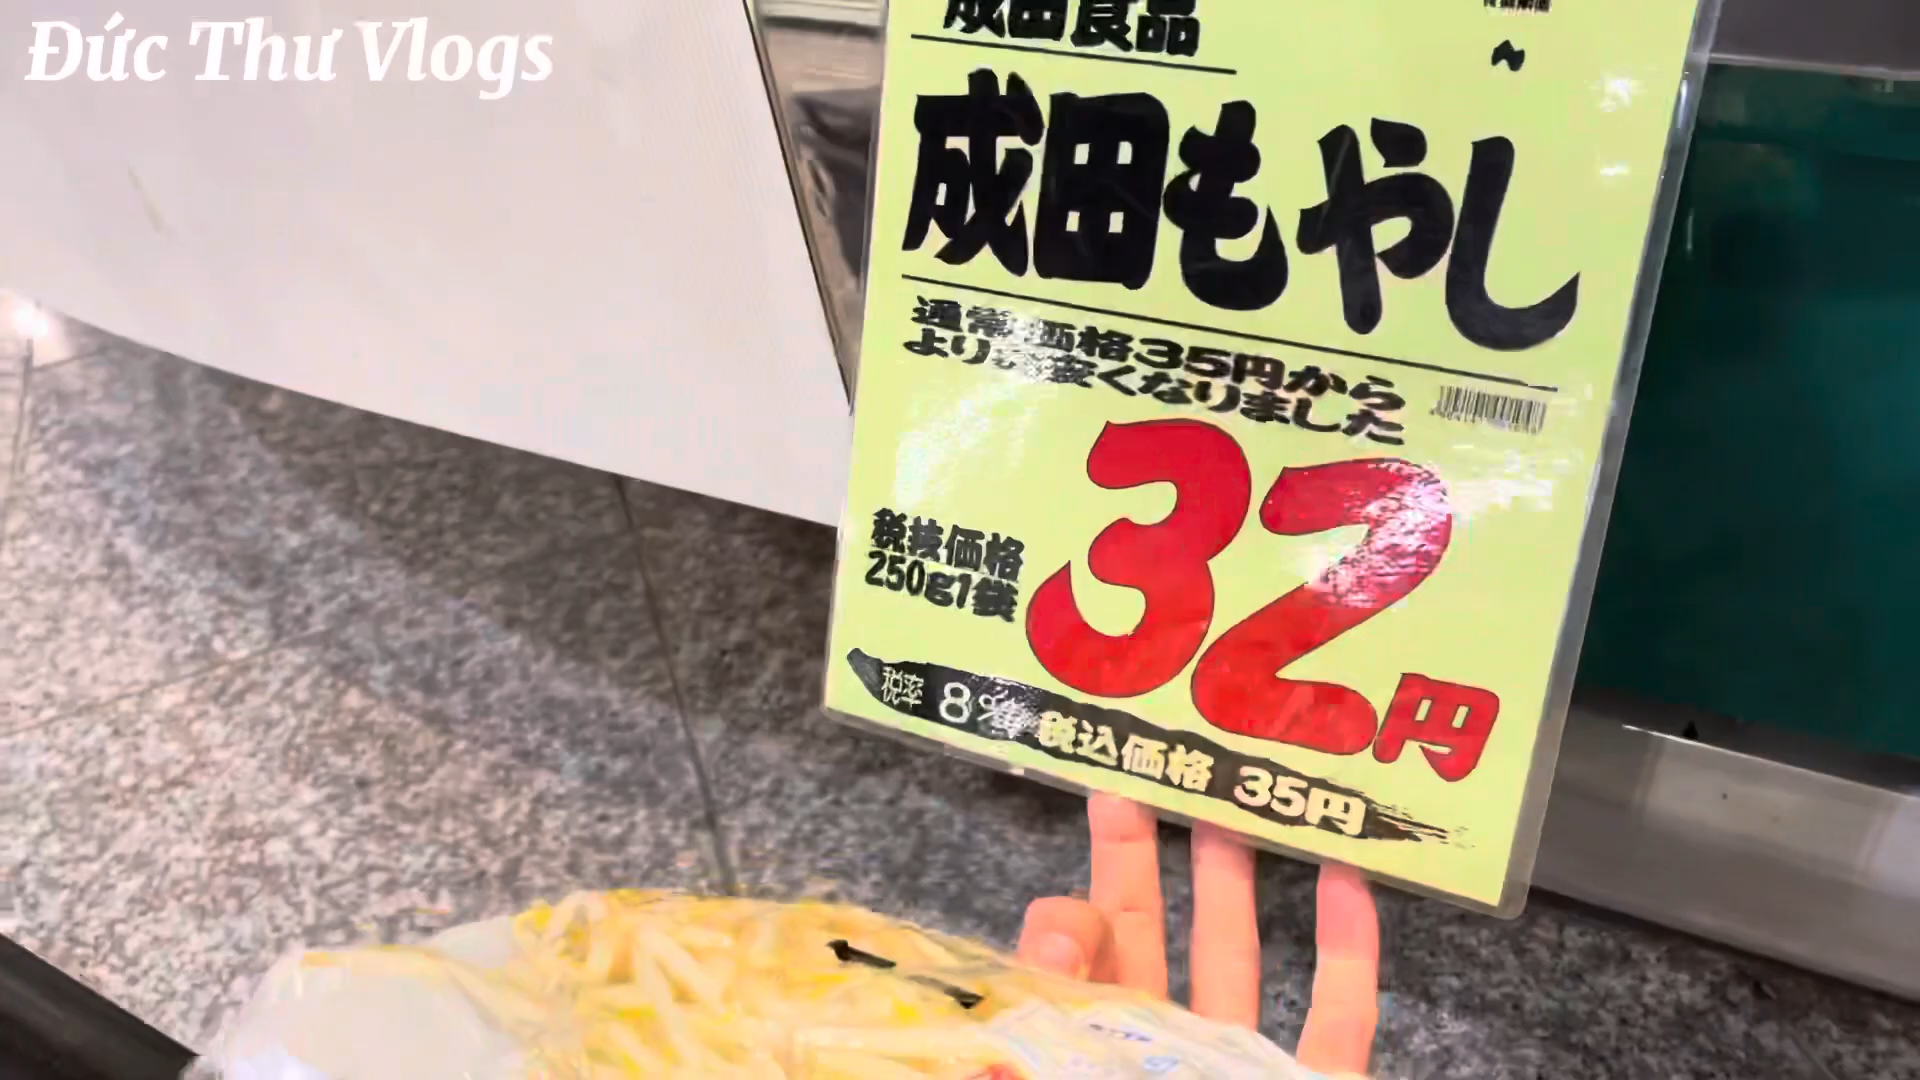 Đức Thư Vlogs
成田食品
~
成田もやし
通常価格35円から
よりお安くなりました
税抜価格
250g1袋
32円
税率 8% 税込価格 35円